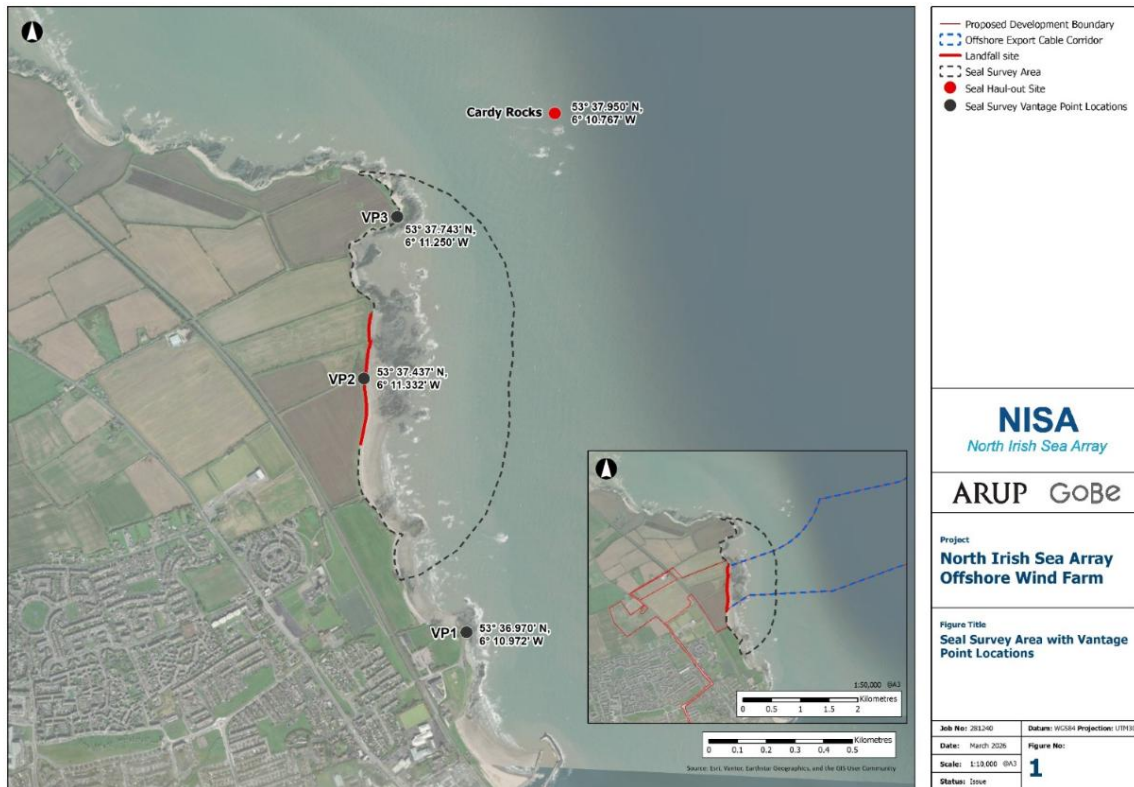 Cardy Rocks
53° 37.950' N,
6° 10.767' W
VP3
53° 37.743' N,
6° 11.250' W
VP2
53° 37.437' N,
6° 11.332' W
VP1
53° 36.970' N,
6° 10.972' W
1:50,000 @A3
Kilometres
0 0.5 1 1.5 2
Kilometres
0 0.1 0.2 0.3 0.4 0.5
Source: Esri, Maxar, Earthstar Geographics, and the GIS User Community
Proposed Development Boundary
Offshore Export Cable Corridor
Landfall site
Seal Survey Area
Seal Haul-out Site
Seal Survey Vantage Point Locations
NISA
North Irish Sea Array
ARUP GoBe
Project
North Irish Sea Array
Offshore Wind Farm
Figure Title
Seal Survey Area with Vantage
Point Locations
Job No: 281240
Datum: WGS84 Projection: UTM30
Date: March 2026
Figure No:
Scale: 1:10,000 @A3
1
Status: Issue